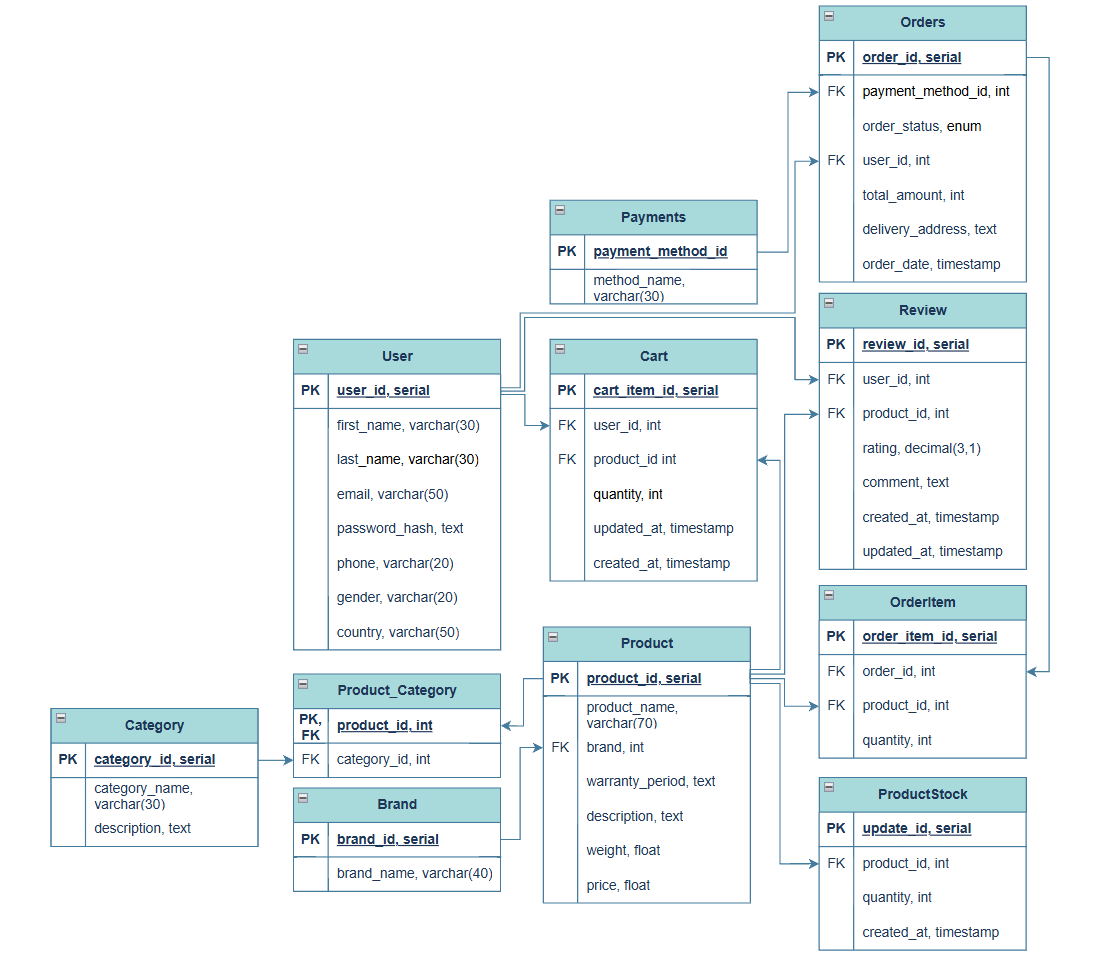 Orders
PK order_id, serial
FK payment_method_id, int
order_status, enum
FK user_id, int
total_amount, int
delivery_address, text
order_date, timestamp
Payments
PK payment_method_id
method_name,
varchar(30)
Review
PK review_id, serial
FK user_id, int
FK product_id, int
rating, decimal(3,1)
comment, text
created_at, timestamp
updated_at, timestamp
User
PK user_id, serial
first_name, varchar(30)
last_name, varchar(30)
email, varchar(50)
password_hash, text
phone, varchar(20)
gender, varchar(20)
country, varchar(50)
Cart
PK cart_item_id, serial
FK user_id, int
FK product_id int
quantity, int
updated_at, timestamp
created_at, timestamp
OrderItem
PK order_item_id, serial
FK order_id, int
FK product_id, int
quantity, int
Product
PK product_id, serial
product_name,
varchar(70)
FK brand, int
warranty_period, text
description, text
weight, float
price, float
Product_Category
PK,
FK product_id, int
FK category_id, int
Category
PK category_id, serial
category_name,
varchar(30)
description, text
Brand
PK brand_id, serial
brand_name, varchar(40)
ProductStock
PK update_id, serial
FK product_id, int
quantity, int
created_at, timestamp